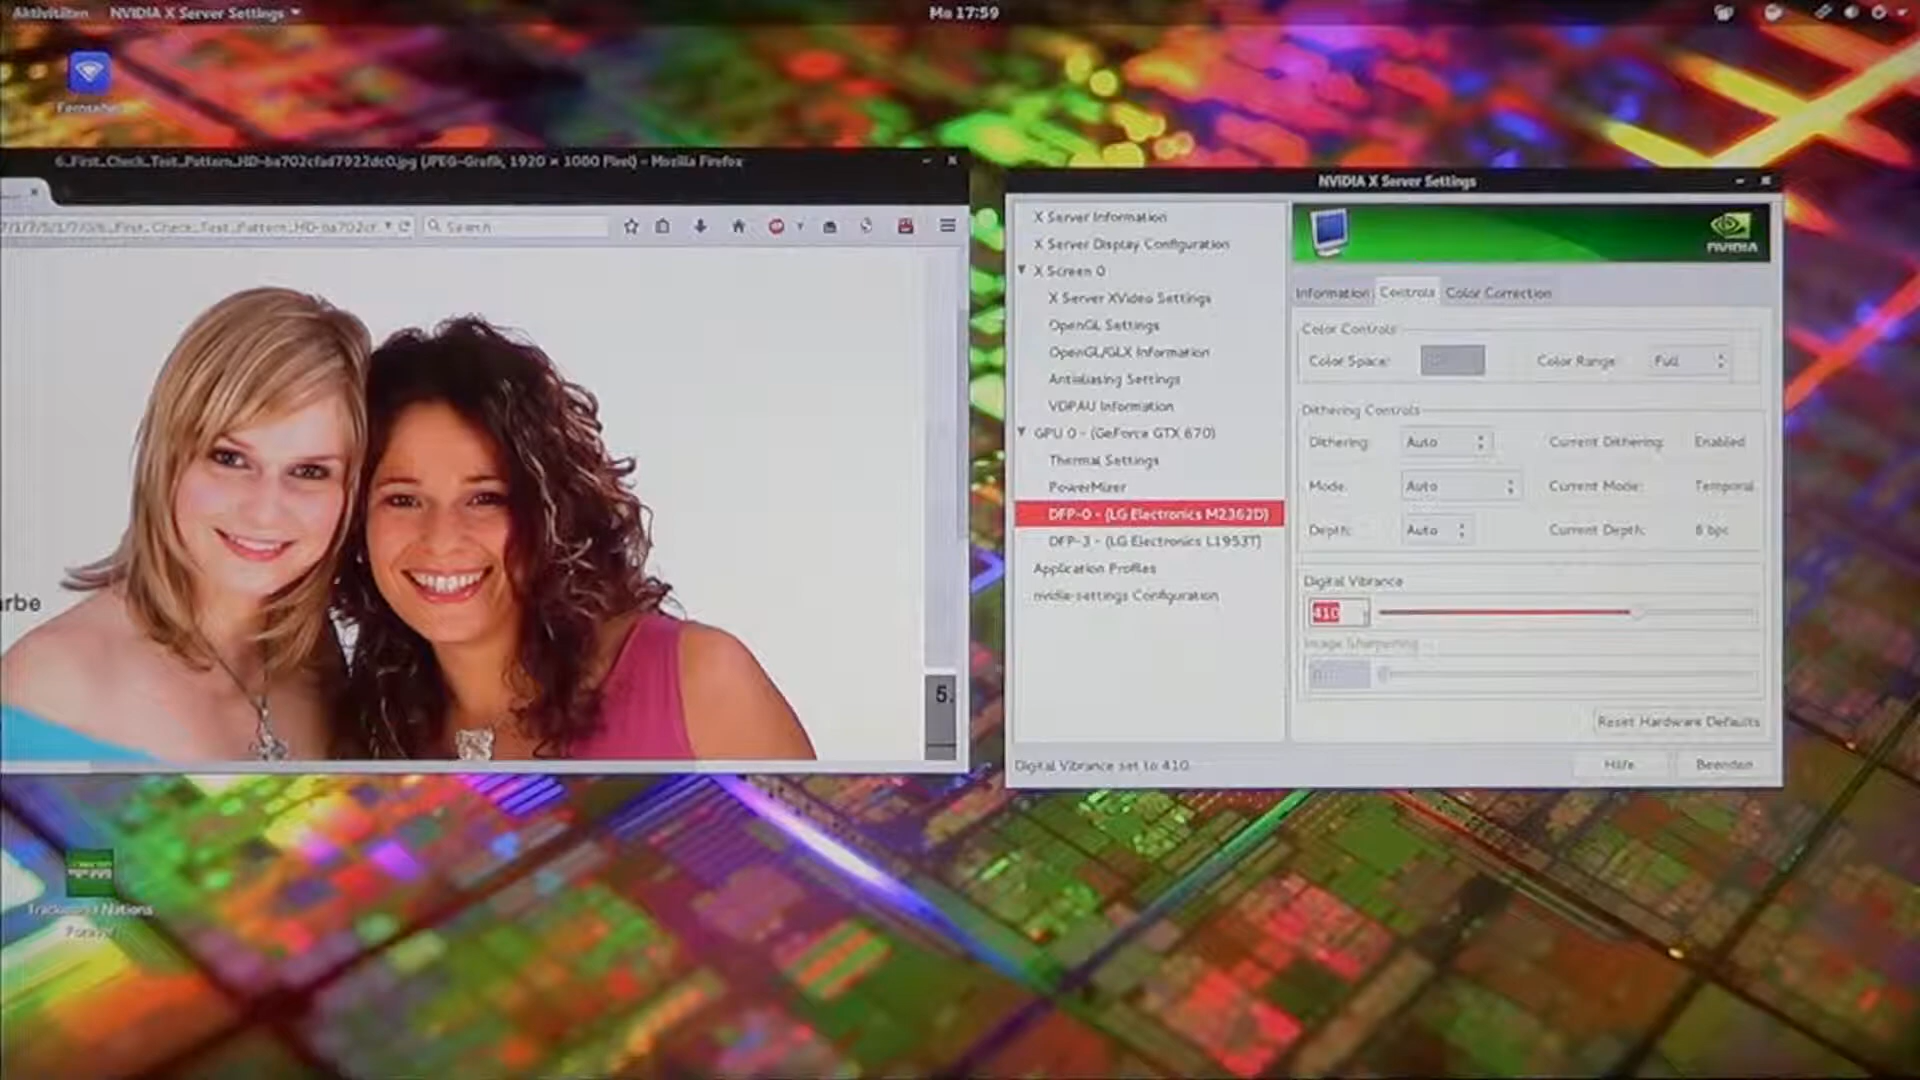 Aktivitäten NVIDIA X Server Settings
Mo 17:59
6_First_Check_Test_Pattern_HD-ba702cfad7922dc0.jpg (JPEG-Grafik, 1920 × 1080 Pixel) - Mozilla Firefox
Search
arbe
5.
NVIDIA X Server Settings
X Server Information
X Server Display Configuration
X Screen 0
X Server XVideo Settings
OpenGL Settings
OpenGL/GLX Information
Antialiasing Settings
VDPAU Information
GPU 0 - (GeForce GTX 670)
Thermal Settings
PowerMizer
DFP-0 - (LG Electronics M2362D)
DFP-3 - (LG Electronics L1953T)
Application Profiles
nvidia-settings Configuration
NVIDIA
Information Controls Color Correction
Color Controls
Color Space: Color Range: Full
Dithering Controls
Dithering: Auto Current Dithering: Enabled
Mode: Auto Current Mode: Temporal
Depth: Auto Current Depth: 8 bpc
Digital Vibrance
410
Image Sharpening
Reset Hardware Defaults
Digital Vibrance set to 410.
Hilfe Beenden
Nations